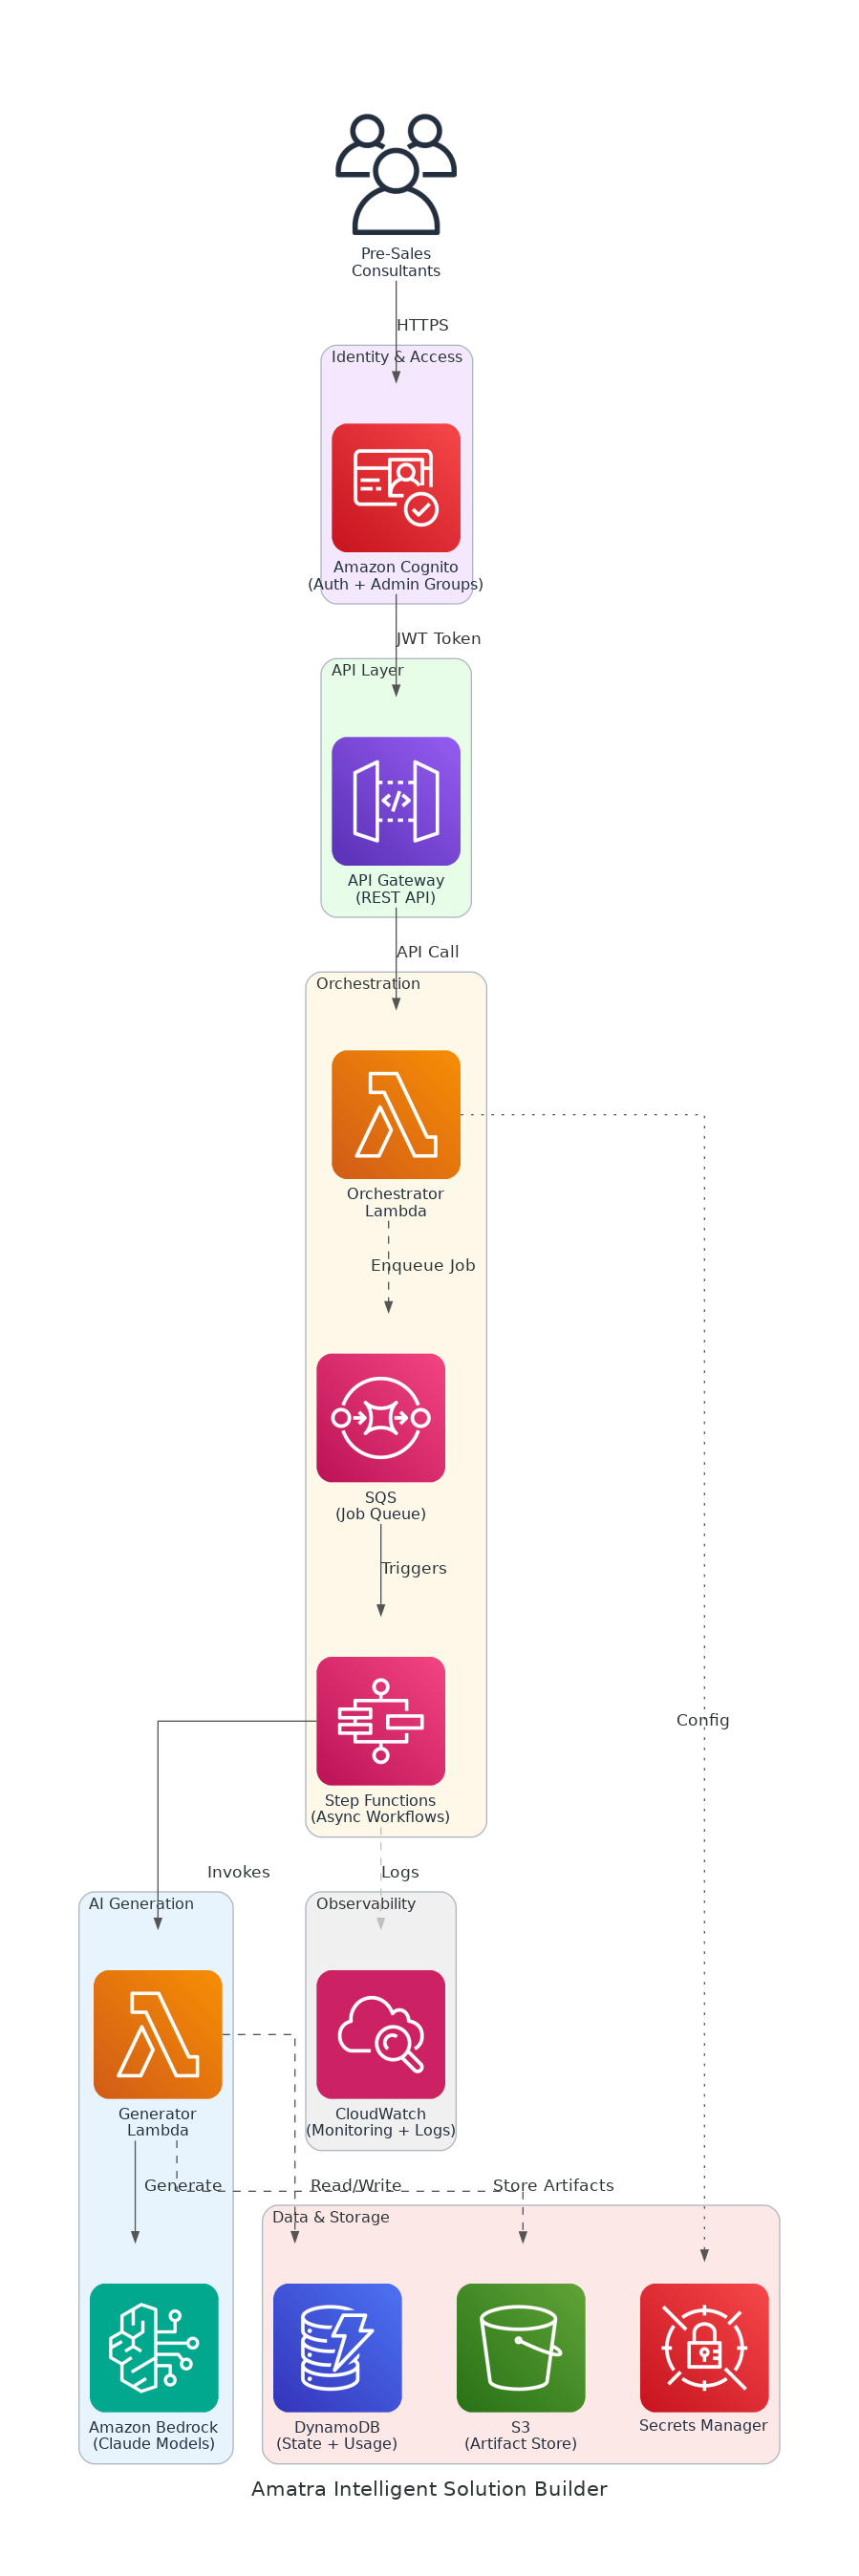 Pre-Sales
Consultants
HTTPS
Identity & Access
Amazon Cognito
(Auth + Admin Groups)
JWT Token
API Layer
API Gateway
(REST API)
API Call
Orchestration
Orchestrator
Lambda
Enqueue Job
SQS
(Job Queue)
Triggers
Config
Step Functions
(Async Workflows)
Invokes
Logs
AI Generation
Observability
Generator
Lambda
CloudWatch
(Monitoring + Logs)
Generate
Read/Write
Store Artifacts
Data & Storage
Amazon Bedrock
(Claude Models)
DynamoDB
(State + Usage)
S3
(Artifact Store)
Secrets Manager
Amatra Intelligent Solution Builder